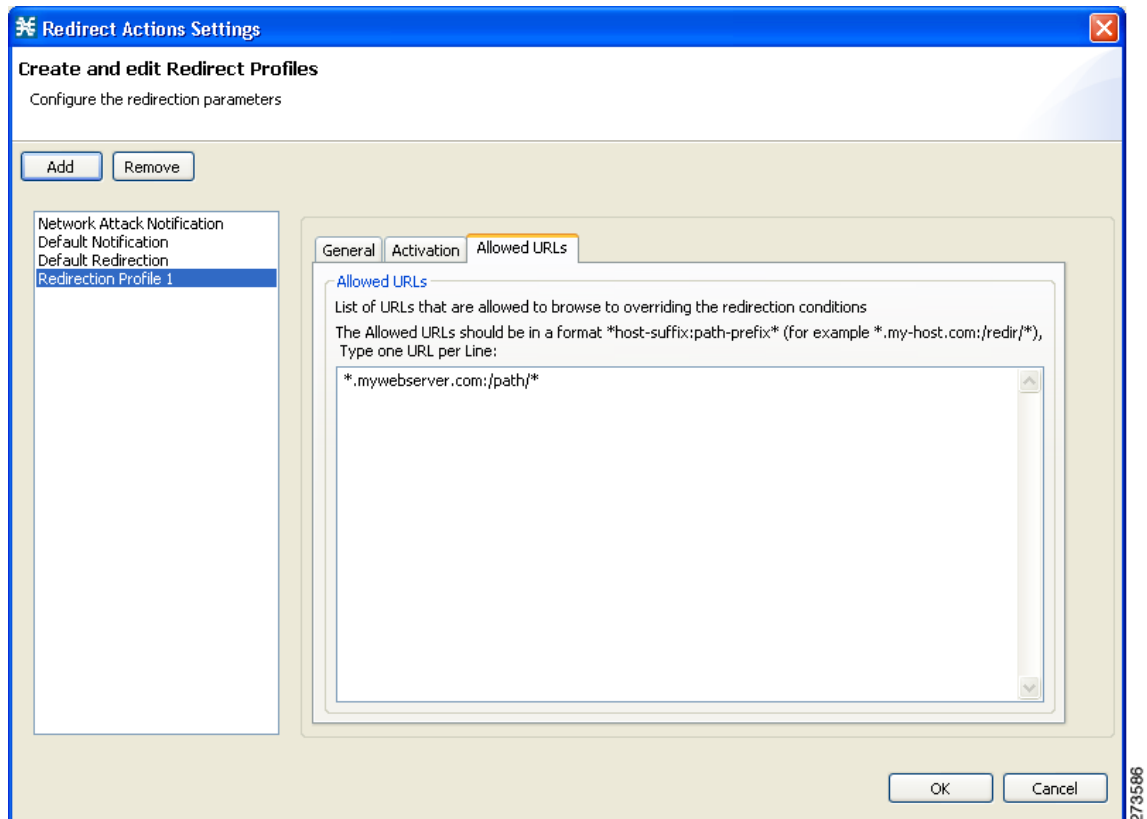 Redirect Actions Settings
Create and edit Redirect Profiles
Configure the redirection parameters
Add
Remove
Network Attack Notification
Default Notification
Default Redirection
Redirection Profile 1
General
Activation
Allowed URLs
Allowed URLs
List of URLs that are allowed to browse to overriding the redirection conditions
The Allowed URLs should be in a format *host-suffix:path-prefix* (for example *.my-host.com:/redir/*),
Type one URL per Line:
*.mywebserver.com:/path/*
OK
Cancel
273586